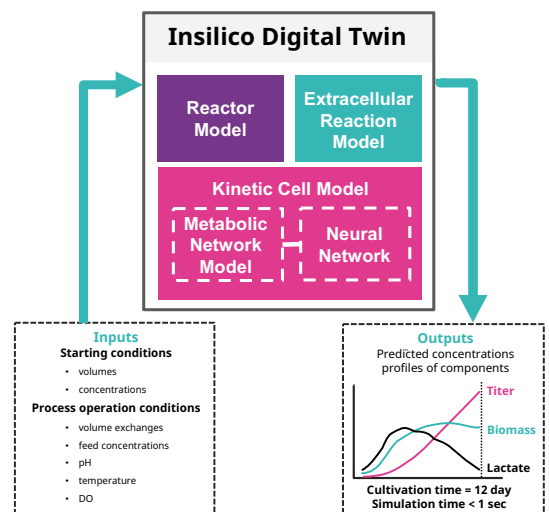 Insilico Digital Twin
Reactor
Model
Extracellular
Reaction
Model
Kinetic Cell Model
Metabolic
Network
Model
Neural
Network
Inputs
Starting conditions
• volumes
• concentrations
Process operation conditions
• volume exchanges
• feed concentrations
• pH
• temperature
• DO
Outputs
Predicted concentrations
profiles of components
Titer
Biomass
Lactate
Cultivation time = 12 day
Simulation time < 1 sec